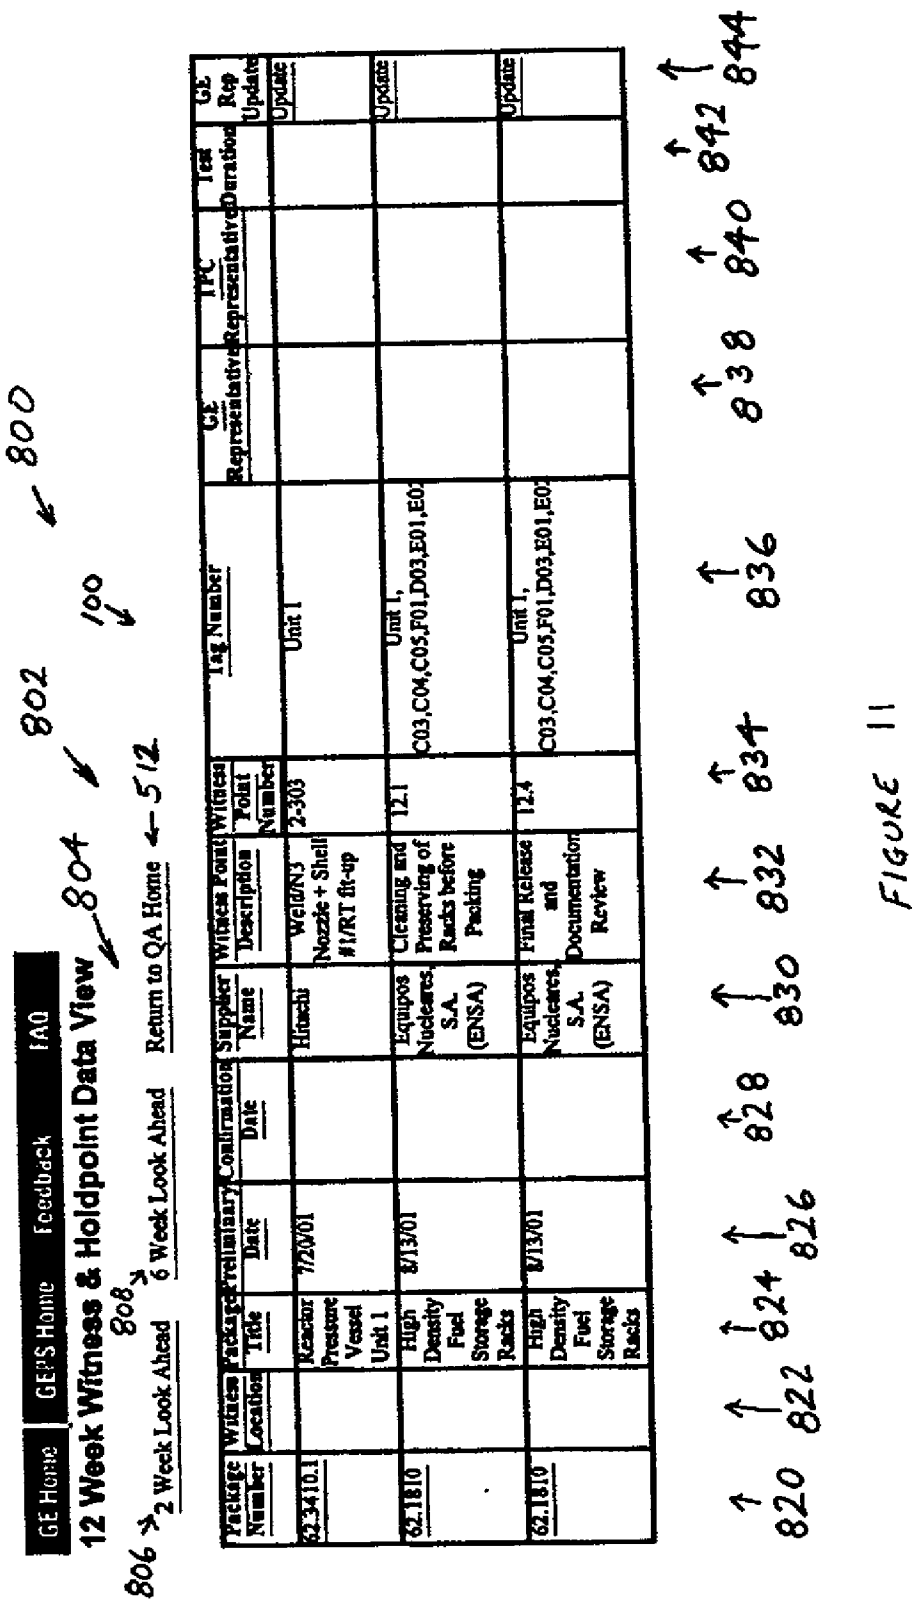 800
802
100
804
GE Home GEPS Home Feedback FAQ
12 Week Witness & Holdpoint Data View
808
806 2 Week Look Ahead 6 Week Look Ahead Return to QA Home 512
Package Number Witness Location Package Title Preliminary Date Confirmation Date Supplier Name Witness Point Description Witness Point Number Tag Number GE Representative TPC Representative Test Duration GE Rep Update
62.3410.1 Reactor Pressure Vessel Unit 1 7/20/01 Hitachi Weld/N3 Nozzle + Shell #1/RT fit-up 2-303 Unit 1 Update
62.1810 High Density Fuel Storage Racks 8/13/01 Equipos Nucleares, S.A. (ENSA) Cleaning and Preserving of Racks before Packing 12.1 Unit 1, C03,C04,C05,F01,D03,E01,E02 Update
62.1810 High Density Fuel Storage Racks 8/13/01 Equipos Nucleares, S.A. (ENSA) Final Release and Documentation Review 12.4 Unit 1, C03,C04,C05,F01,D03,E01,E02 Update
820 822 824 826 828 830 832 834 836 838 840 842 844
FIGURE 11